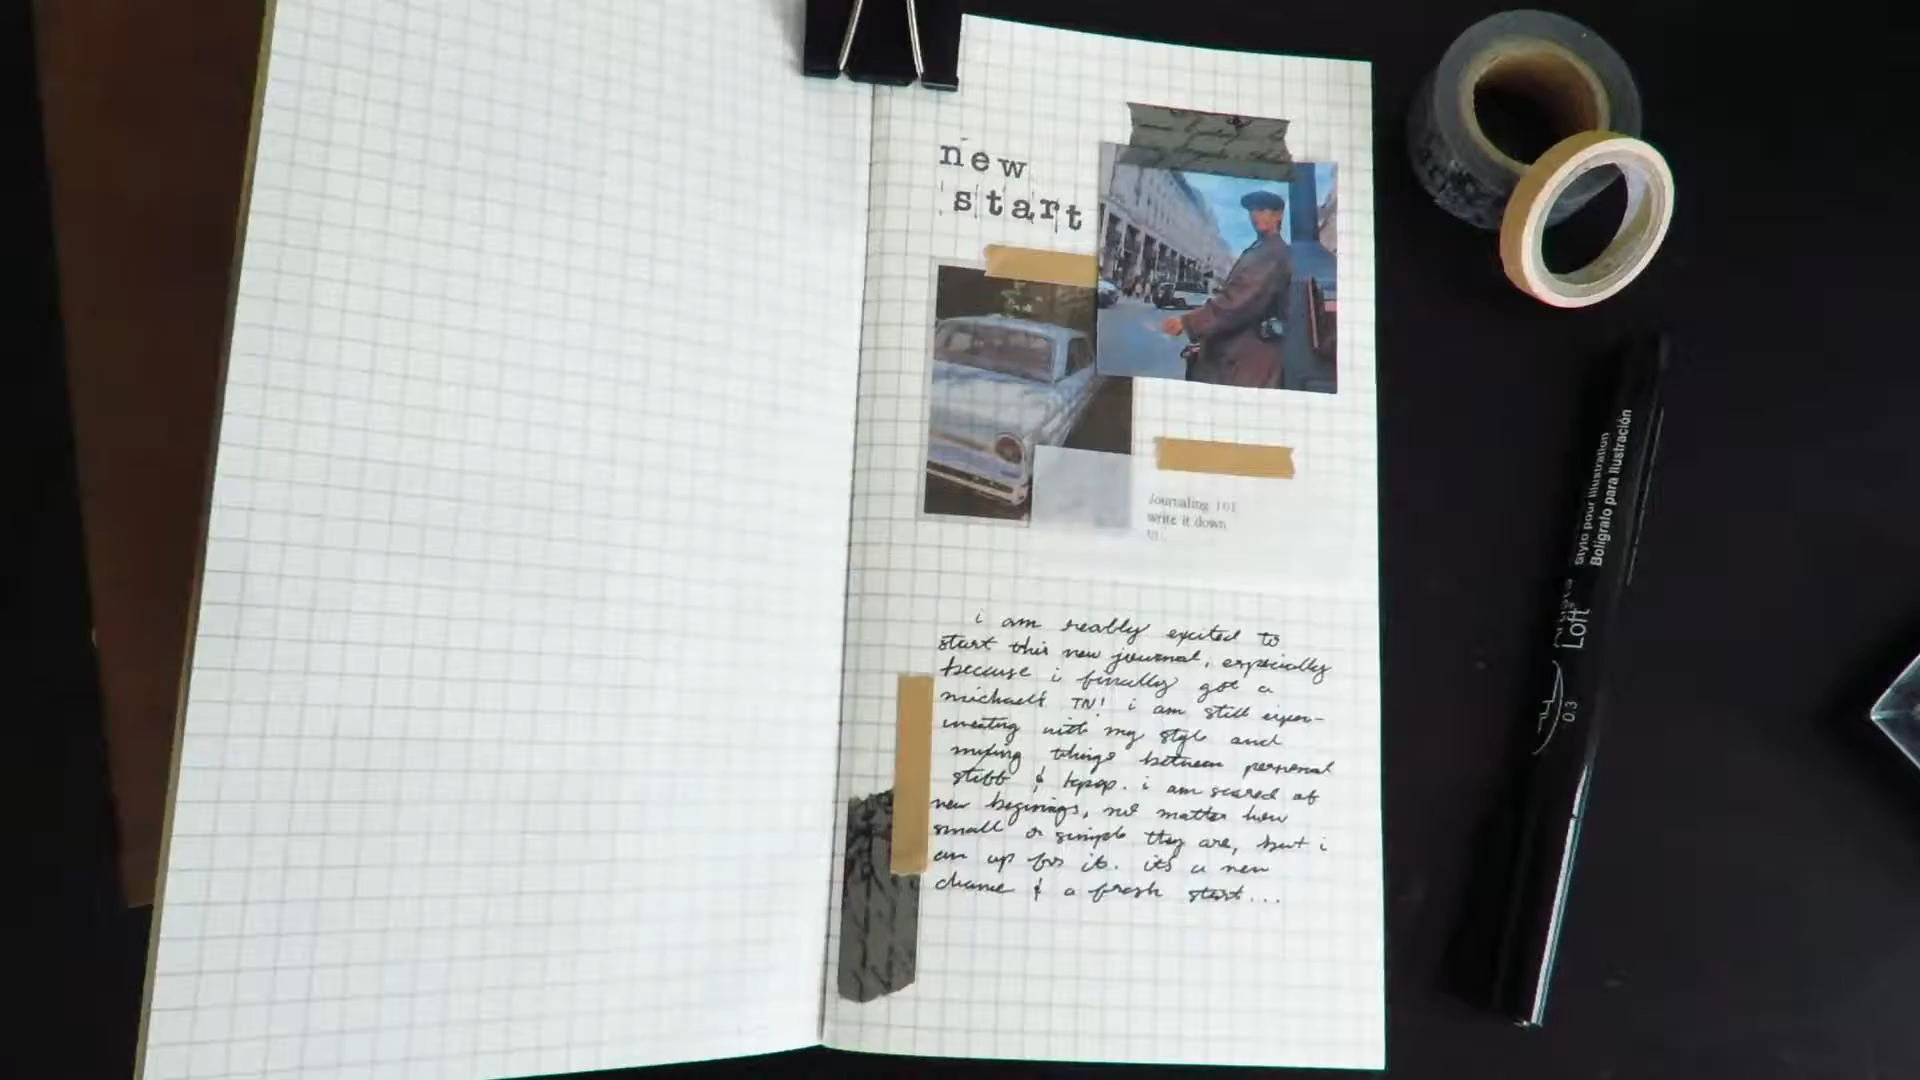 new
start
Journaling 101
write it down
to
i am really excited to
start this new journal, especially
because i finally got a
michaels TN! i am still exper-
imenting with my style and
mixing things between personal
stuff & kpop. i am scared of
new beginings, no matter how
small or simple they are, but i
am up for it. its a new
chance & a fresh start...
Stylo pour illustration
Bolígrafo para ilustración
Artist's
Loft
0.3